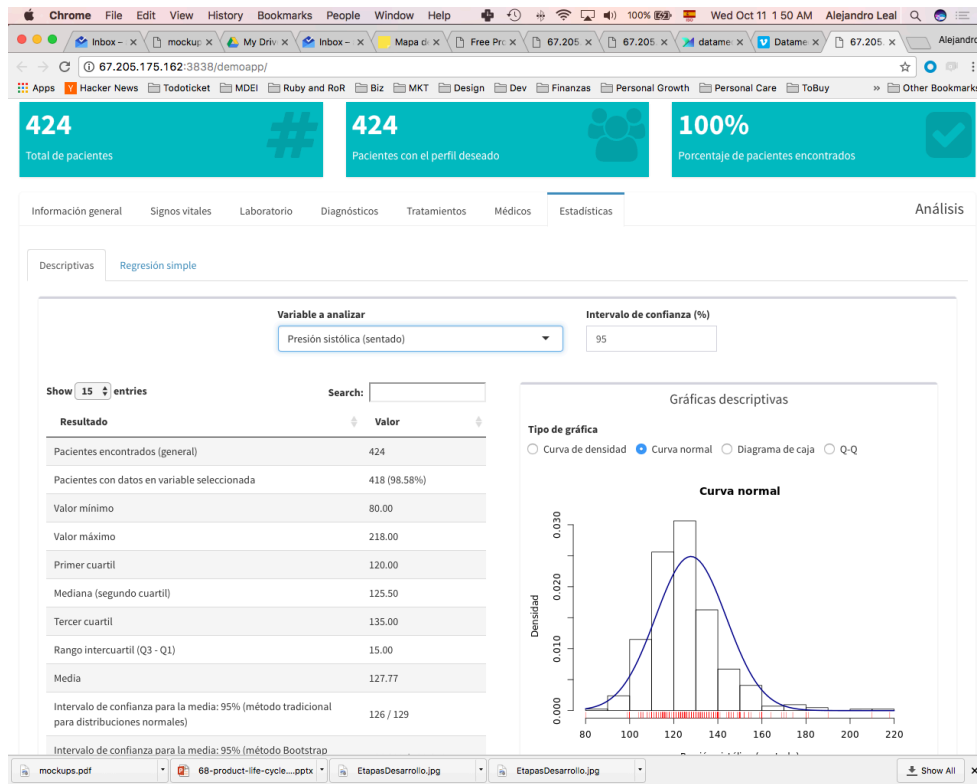 Chrome File Edit View History Bookmarks People Window Help 100% Wed Oct 11 1:50 AM Alejandro Leal
Inbox – mockup My Driv Inbox – Mapa d Free Pro 67.205 67.205 datame Datame 67.205. Alejandro
67.205.175.162:3838/demoapp/
Apps Hacker News Todoticket MDEI Ruby and RoR Biz MKT Design Dev Finanzas Personal Growth Personal Care ToBuy » Other Bookmarks
424 424 100%
Total de pacientes Pacientes con el perfil deseado Porcentaje de pacientes encontrados
Información general Signos vitales Laboratorio Diagnósticos Tratamientos Médicos Estadísticas Análisis
Descriptivas Regresión simple
Variable a analizar Intervalo de confianza (%)
Presión sistólica (sentado) 95
Show 15 entries Search:
Resultado Valor
Pacientes encontrados (general) 424
Pacientes con datos en variable seleccionada 418 (98.58%)
Valor mínimo 80.00
Valor máximo 218.00
Primer cuartil 120.00
Mediana (segundo cuartil) 125.50
Tercer cuartil 135.00
Rango intercuartil (Q3 - Q1) 15.00
Media 127.77
Intervalo de confianza para la media: 95% (método tradicional
para distribuciones normales) 126 / 129
Intervalo de confianza para la media: 95% (método Bootstrap
Gráficas descriptivas
Tipo de gráfica
Curva de densidad Curva normal Diagrama de caja Q-Q
Curva normal
Densidad
0.030
0.020
0.010
0.000
80 100 120 140 160 180 200 220
mockups.pdf 68-product-life-cycle....pptx EtapasDesarrollo.jpg EtapasDesarrollo.jpg Show All